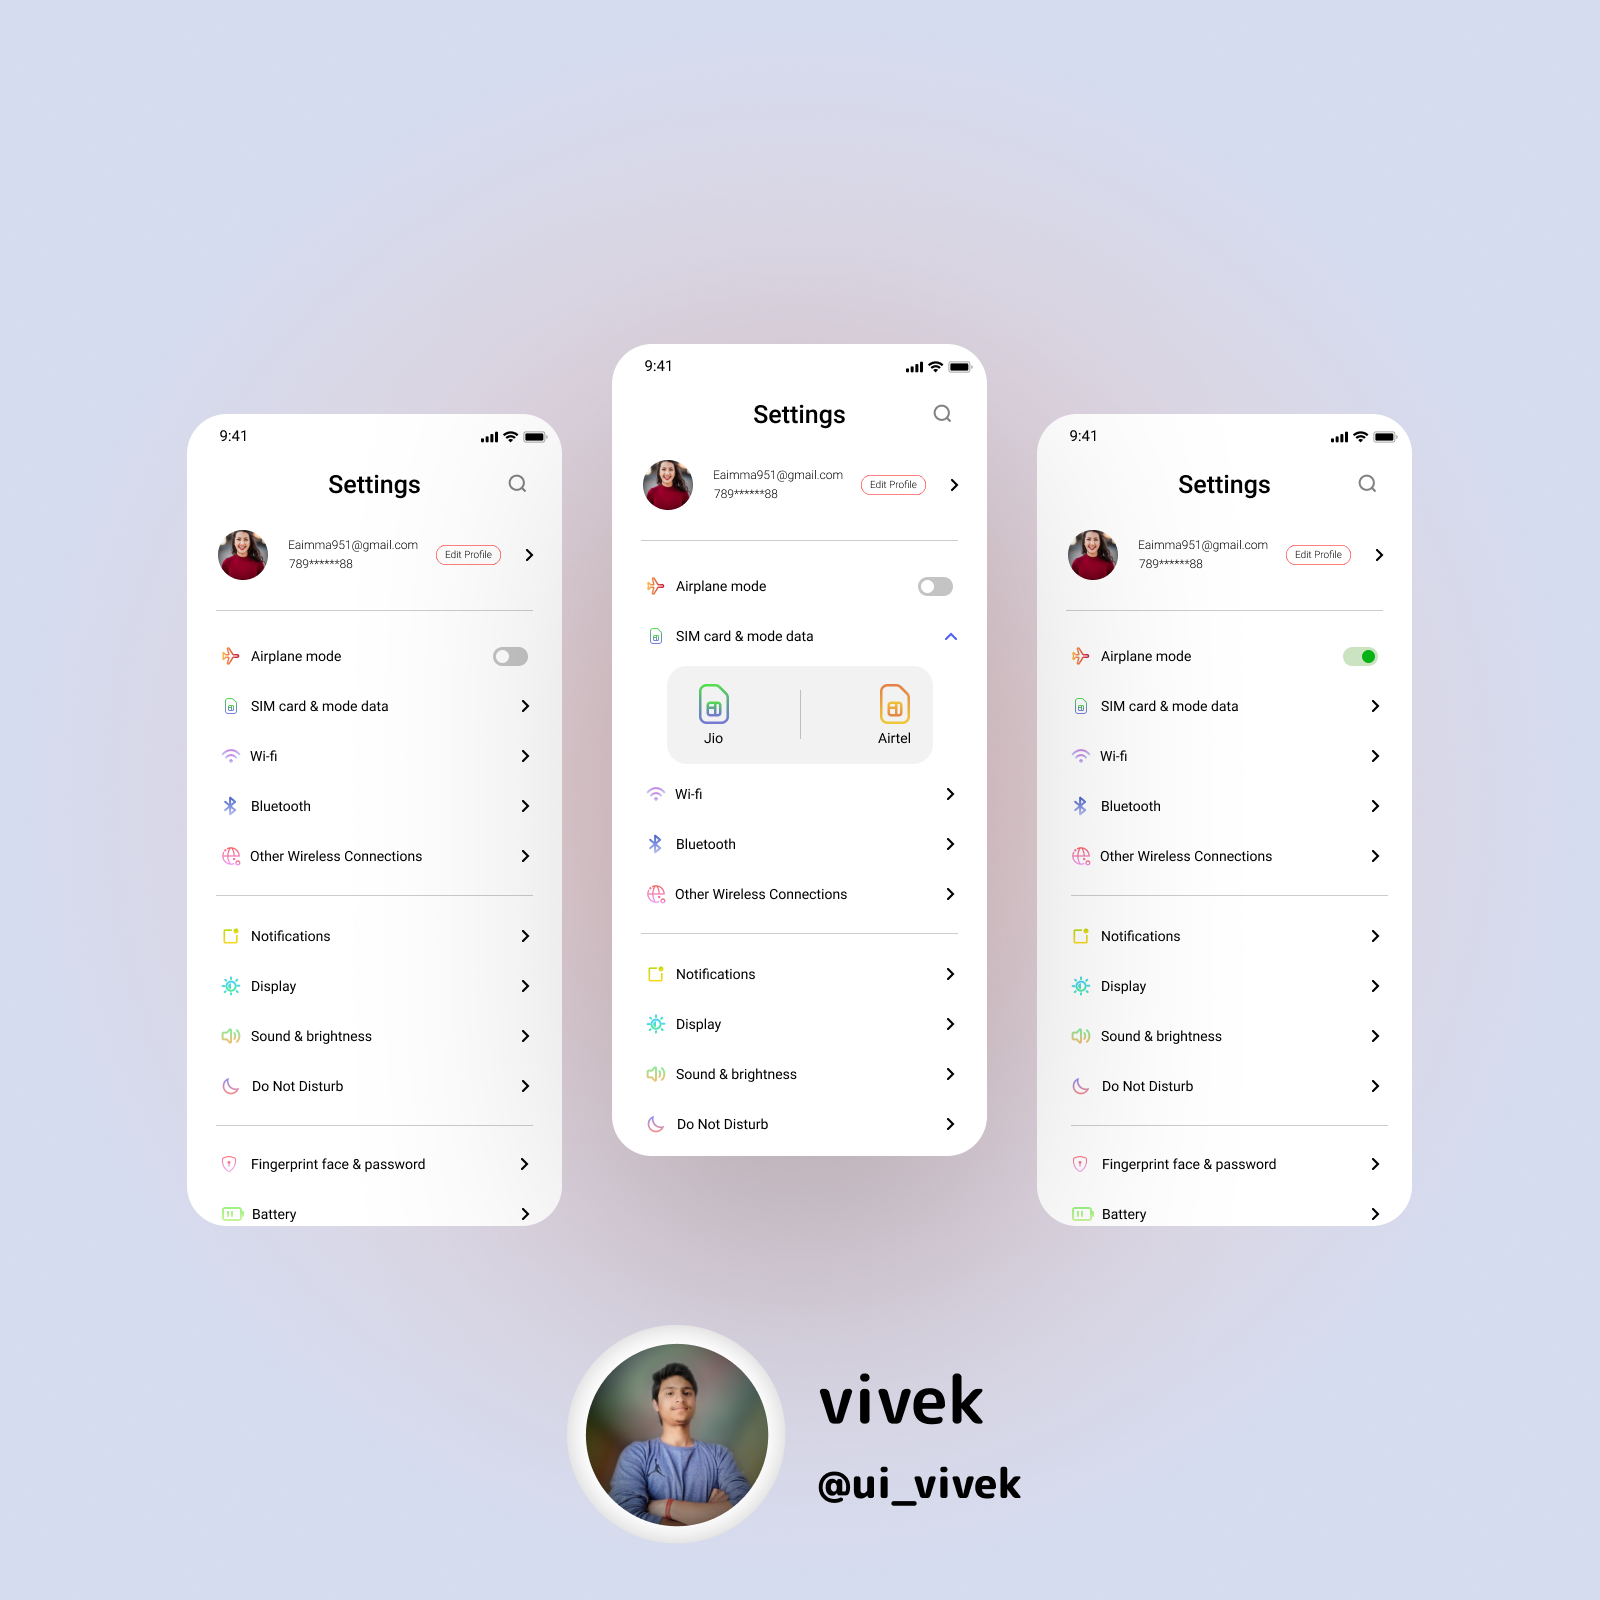 9:41
Settings
Eaimma951@gmail.com
789******88
Edit Profile
Airplane mode
SIM card & mode data
Wi-fi
Bluetooth
Other Wireless Connections
Notifications
Display
Sound & brightness
Do Not Disturb
Fingerprint face & password
Battery
9:41
Settings
Eaimma951@gmail.com
789******88
Edit Profile
Airplane mode
SIM card & mode data
Jio
Airtel
Wi-fi
Bluetooth
Other Wireless Connections
Notifications
Display
Sound & brightness
Do Not Disturb
9:41
Settings
Eaimma951@gmail.com
789******88
Edit Profile
Airplane mode
SIM card & mode data
Wi-fi
Bluetooth
Other Wireless Connections
Notifications
Display
Sound & brightness
Do Not Disturb
Fingerprint face & password
Battery
vivek
@ui_vivek